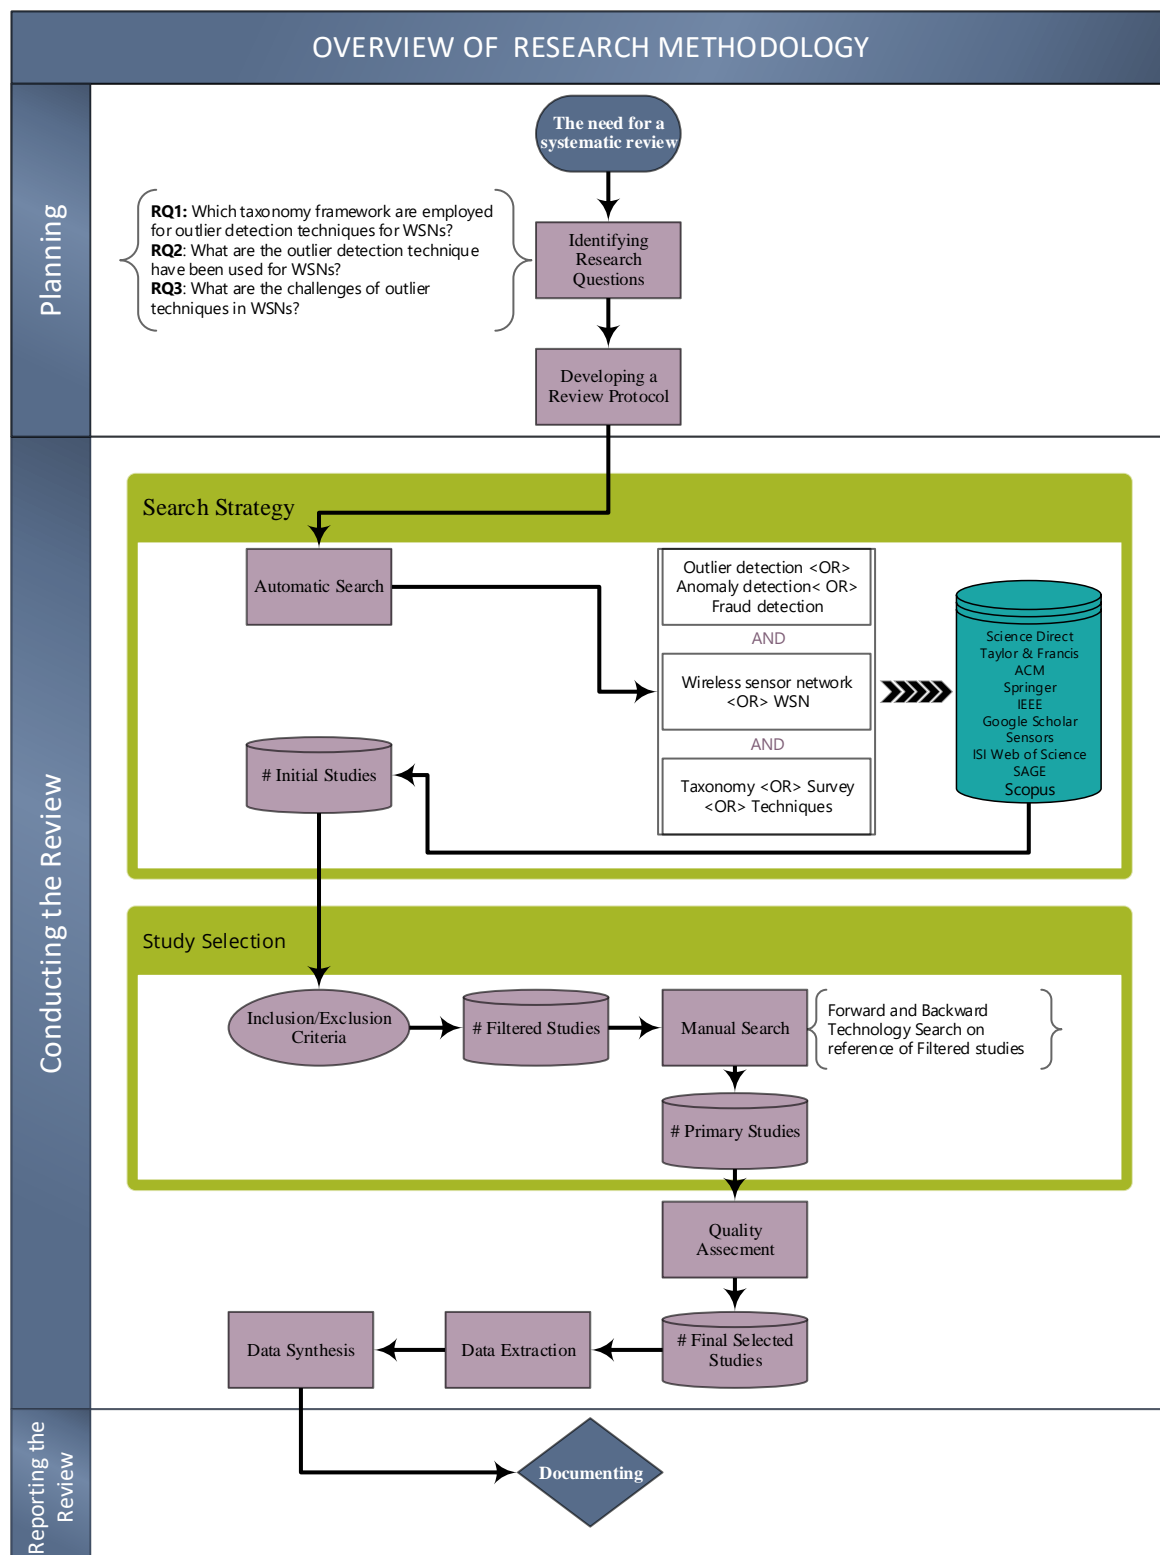 OVERVIEW OF RESEARCH METHODOLOGY
Planning
The need for a
systematic review
RQ1: Which taxonomy framework are employed
for outlier detection techniques for WSNs?
RQ2: What are the outlier detection technique
have been used for WSNs?
RQ3: What are the challenges of outlier
techniques in WSNs?
Identifying
Research
Questions
Developing a
Review Protocol
Conducting the Review
Search Strategy
Automatic Search
Outlier detection <OR>
Anomaly detection< OR>
Fraud detection
AND
Wireless sensor network
<OR> WSN
AND
Taxonomy <OR> Survey
<OR> Techniques
Science Direct
Taylor & Francis
ACM
Springer
IEEE
Google Scholar
Sensors
ISI Web of Science
SAGE
Scopus
# Initial Studies
Study Selection
Inclusion/Exclusion
Criteria
# Filtered Studies
Manual Search
Forward and Backward
Technology Search on
reference of Filtered studies
# Primary Studies
Quality
Assecment
# Final Selected
Studies
Data Extraction
Data Synthesis
Reporting the
Review
Documenting